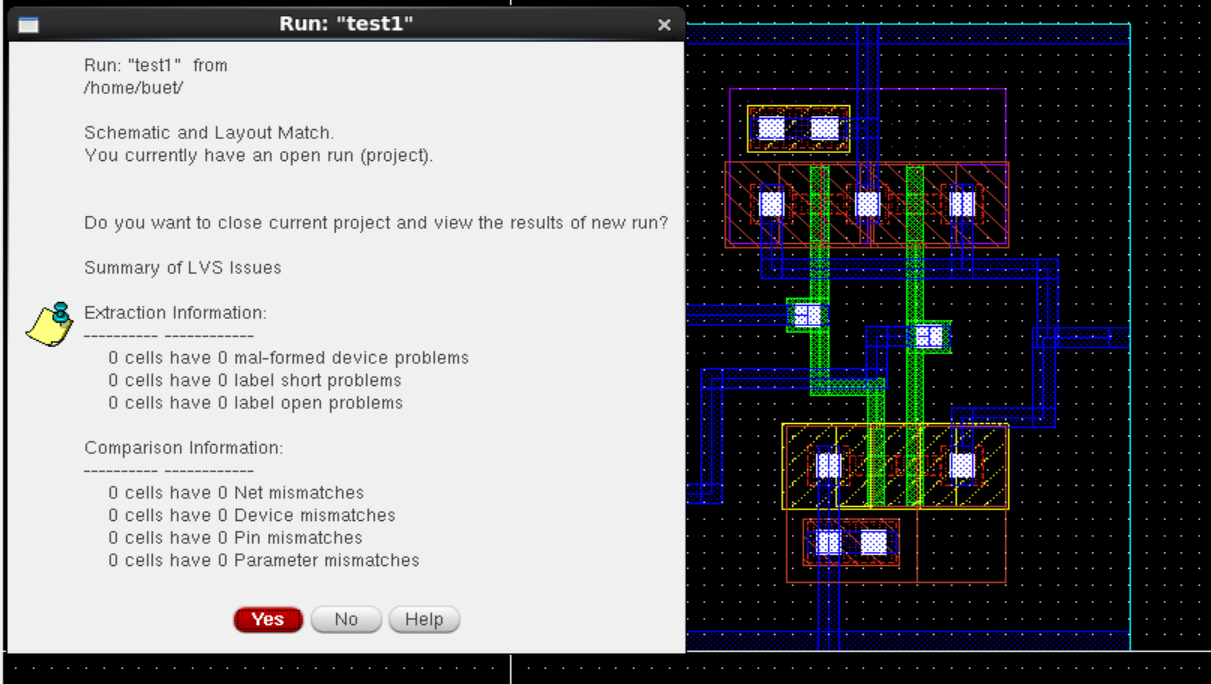 Run: "test1"
Run: "test1" from
/home/buet/
Schematic and Layout Match.
You currently have an open run (project).
Do you want to close current project and view the results of new run?
Summary of LVS Issues
Extraction Information:
---------- ------------
0 cells have 0 mal-formed device problems
0 cells have 0 label short problems
0 cells have 0 label open problems
Comparison Information:
---------- ------------
0 cells have 0 Net mismatches
0 cells have 0 Device mismatches
0 cells have 0 Pin mismatches
0 cells have 0 Parameter mismatches
Yes No Help